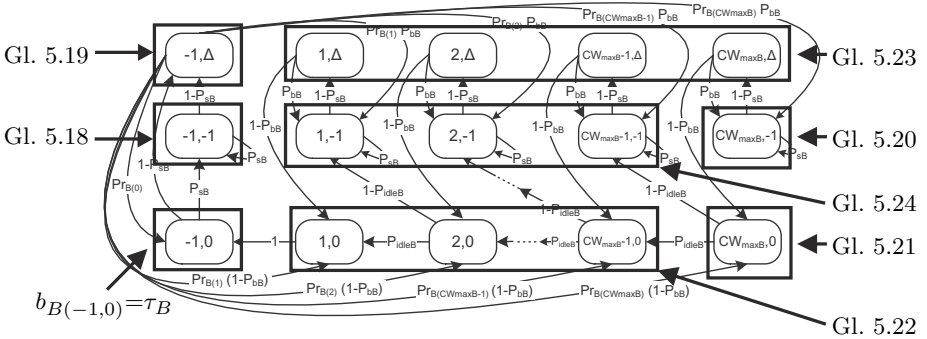 Pr_B(1) P_bB
Pr_B(2) P_bB
Pr_B(CWmaxB-1) P_bB
Pr_B(CWmaxB) P_bB
Gl. 5.19
-1,Δ
1,Δ
2,Δ
CW_maxB-1,Δ
CW_maxB,Δ
Gl. 5.23
1-P_sB
P_bB
1-P_sB
P_bB
1-P_sB
P_bB
1-P_sB
P_bB
1-P_sB
Gl. 5.18
-1,-1
P_sB
1-P_bB
1,-1
P_sB
1-P_bB
2,-1
P_sB
1-P_bB
CW_maxB-1,-1
P_sB
1-P_bB
CW_maxB,-1
P_sB
Gl. 5.20
1-P_sB
Pr_B(0)
P_sB
1-P_idleB
1-P_idleB
1-P_idleB
Gl. 5.24
-1,0
1
1,0
P_idleB
2,0
P_idleB
CW_maxB-1,0
P_idleB
CW_maxB,0
Gl. 5.21
Pr_B(1) (1-P_bB)
Pr_B(2) (1-P_bB)
Pr_B(CWmaxB-1) (1-P_bB)
Pr_B(CWmaxB) (1-P_bB)
b_B(−1,0)=τ_B
Gl. 5.22